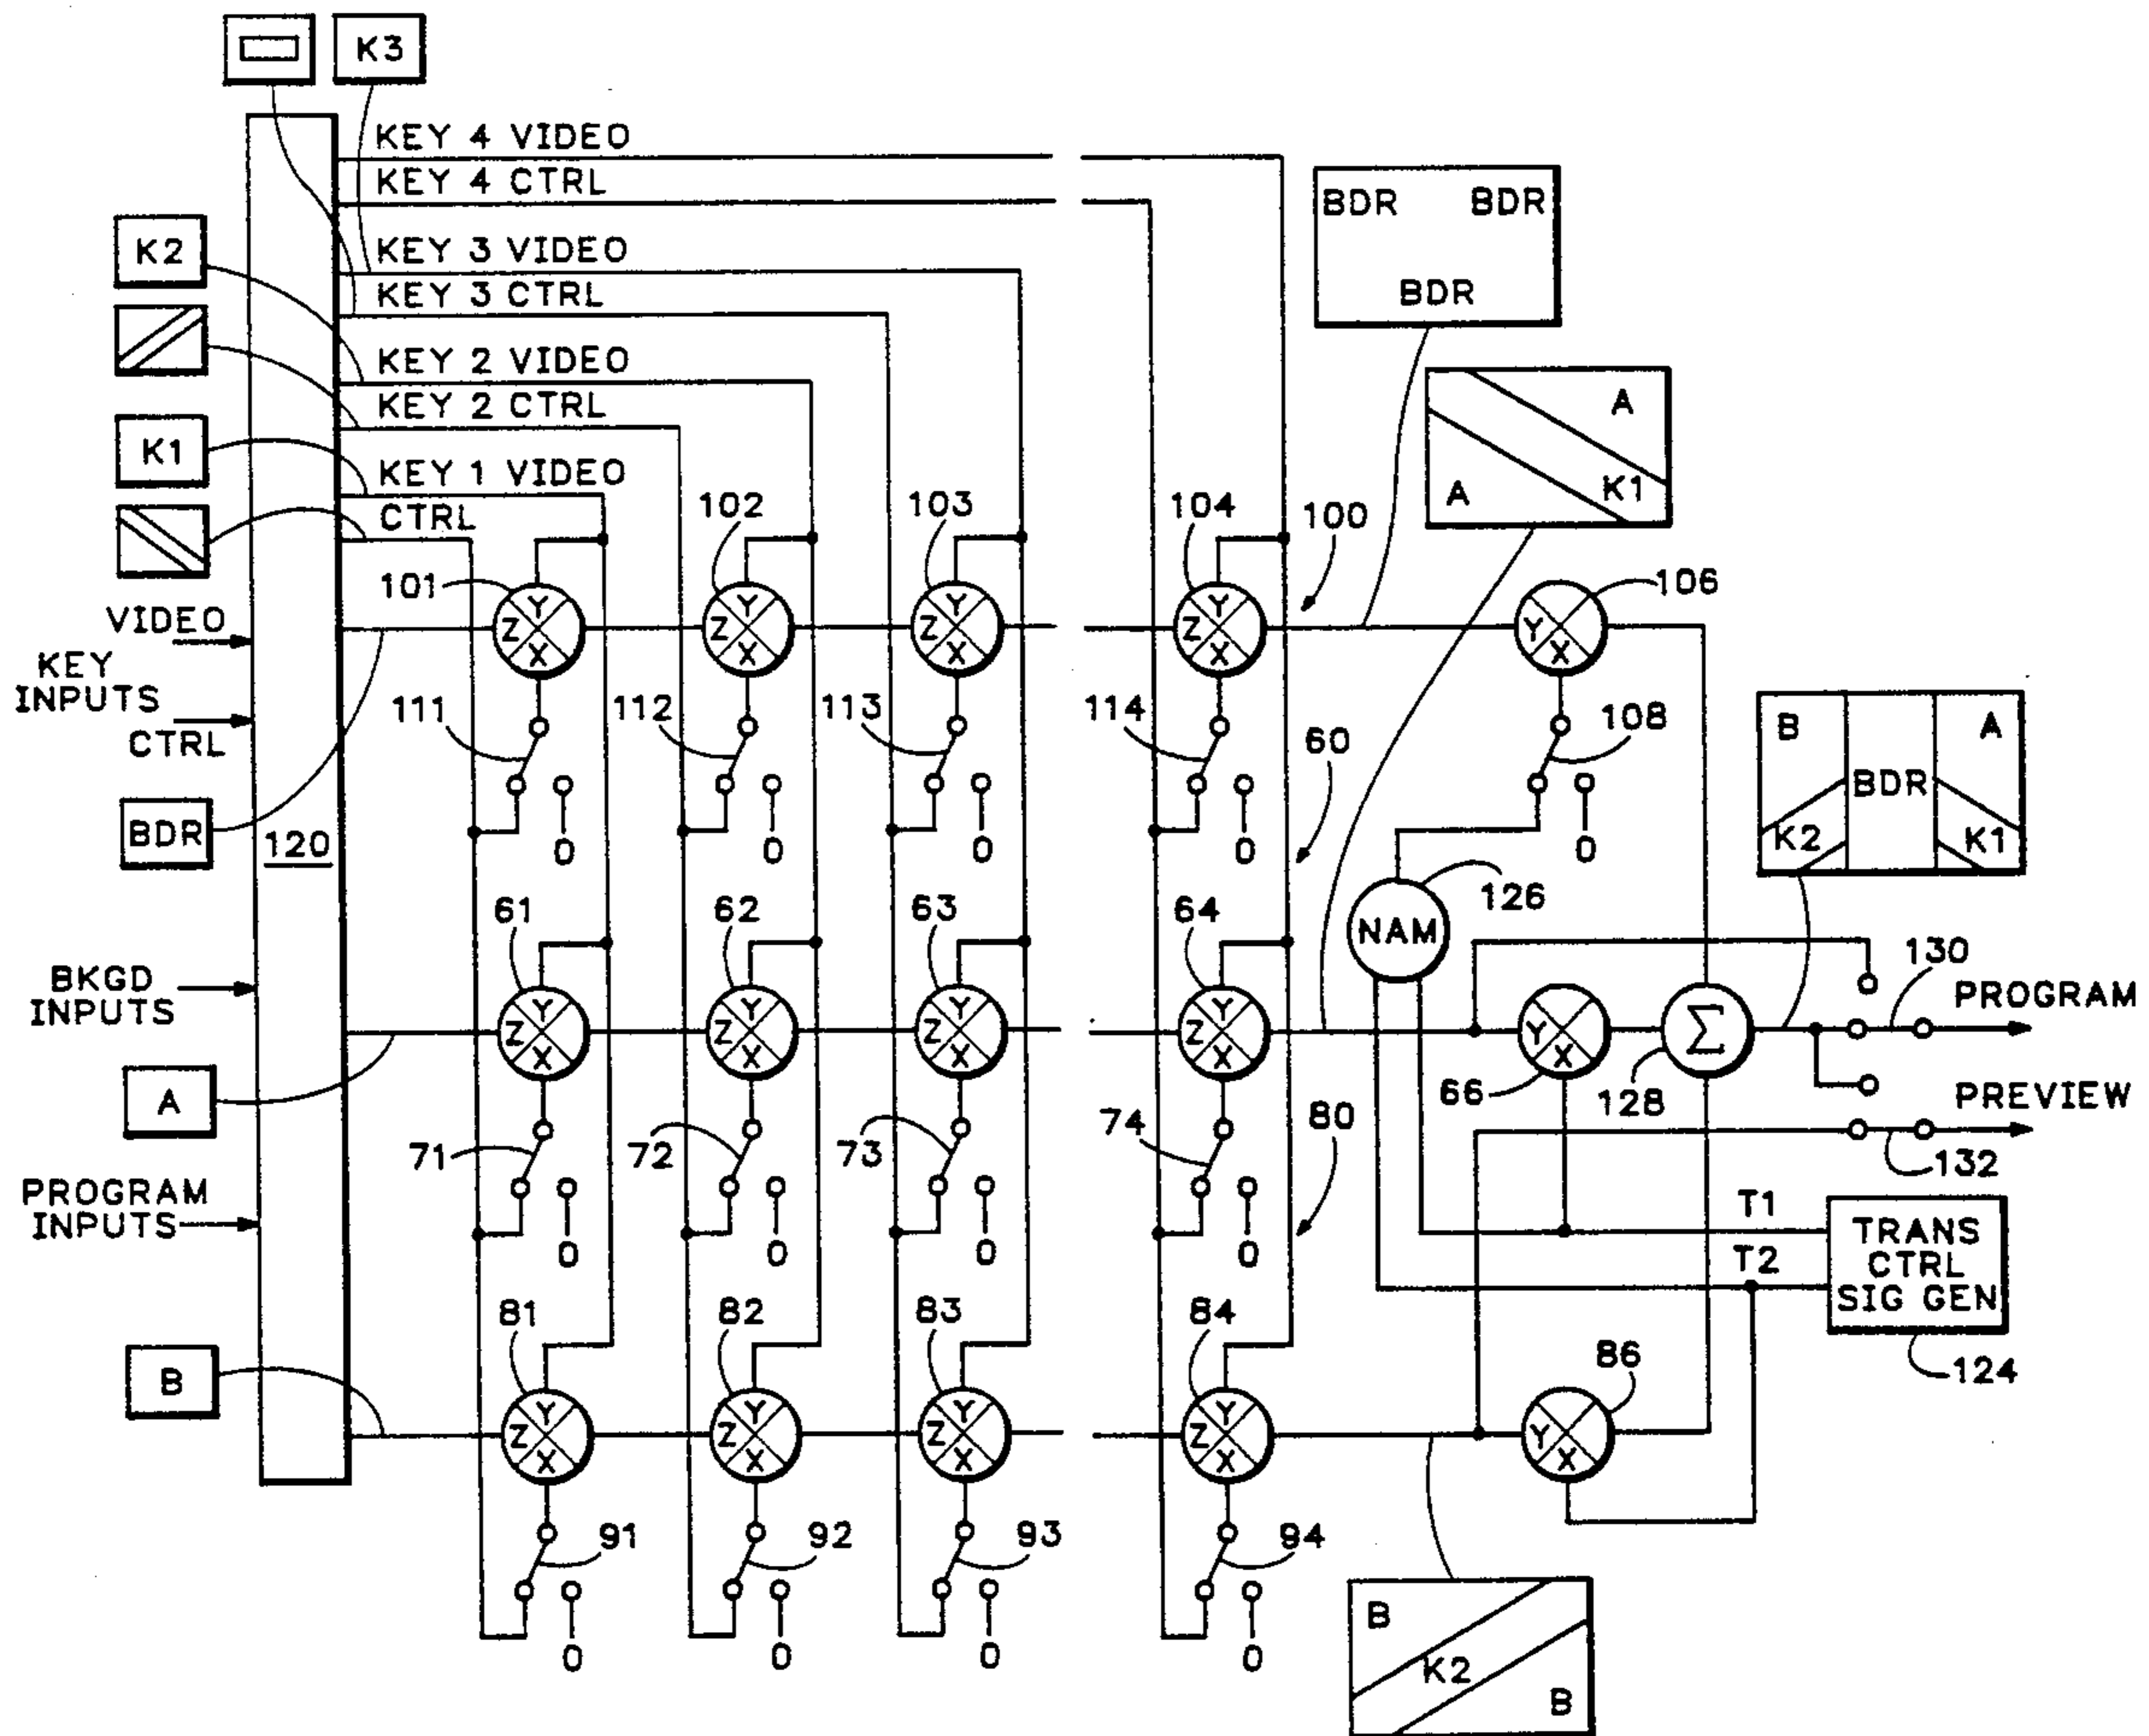 K3
KEY 4 VIDEO
KEY 4 CTRL
K2
KEY 3 VIDEO
KEY 3 CTRL
BDR BDR
BDR
KEY 2 VIDEO
KEY 2 CTRL
K1
KEY 1 VIDEO
CTRL
A
A
K1
101
102
103
104
100
106
Y
Z
X
Y
Z
X
Y
Z
X
Y
Z
X
Y
X
VIDEO
KEY
INPUTS
CTRL
111
112
113
114
60
108
0
0
0
0
0
B
A
BDR
K2
K1
BDR
120
61
62
63
64
126
NAM
130
BKGD
INPUTS
Y
Z
X
Y
Z
X
Y
Z
X
Y
Z
X
Y
X
Σ
PROGRAM
A
66
128
PREVIEW
71
72
73
74
80
132
0
0
0
0
PROGRAM
INPUTS
T1
T2
TRANS
CTRL
SIG GEN
124
81
82
83
84
86
B
Y
Z
X
Y
Z
X
Y
Z
X
Y
Z
X
Y
X
91
92
93
94
0
0
0
0
B
K2
B